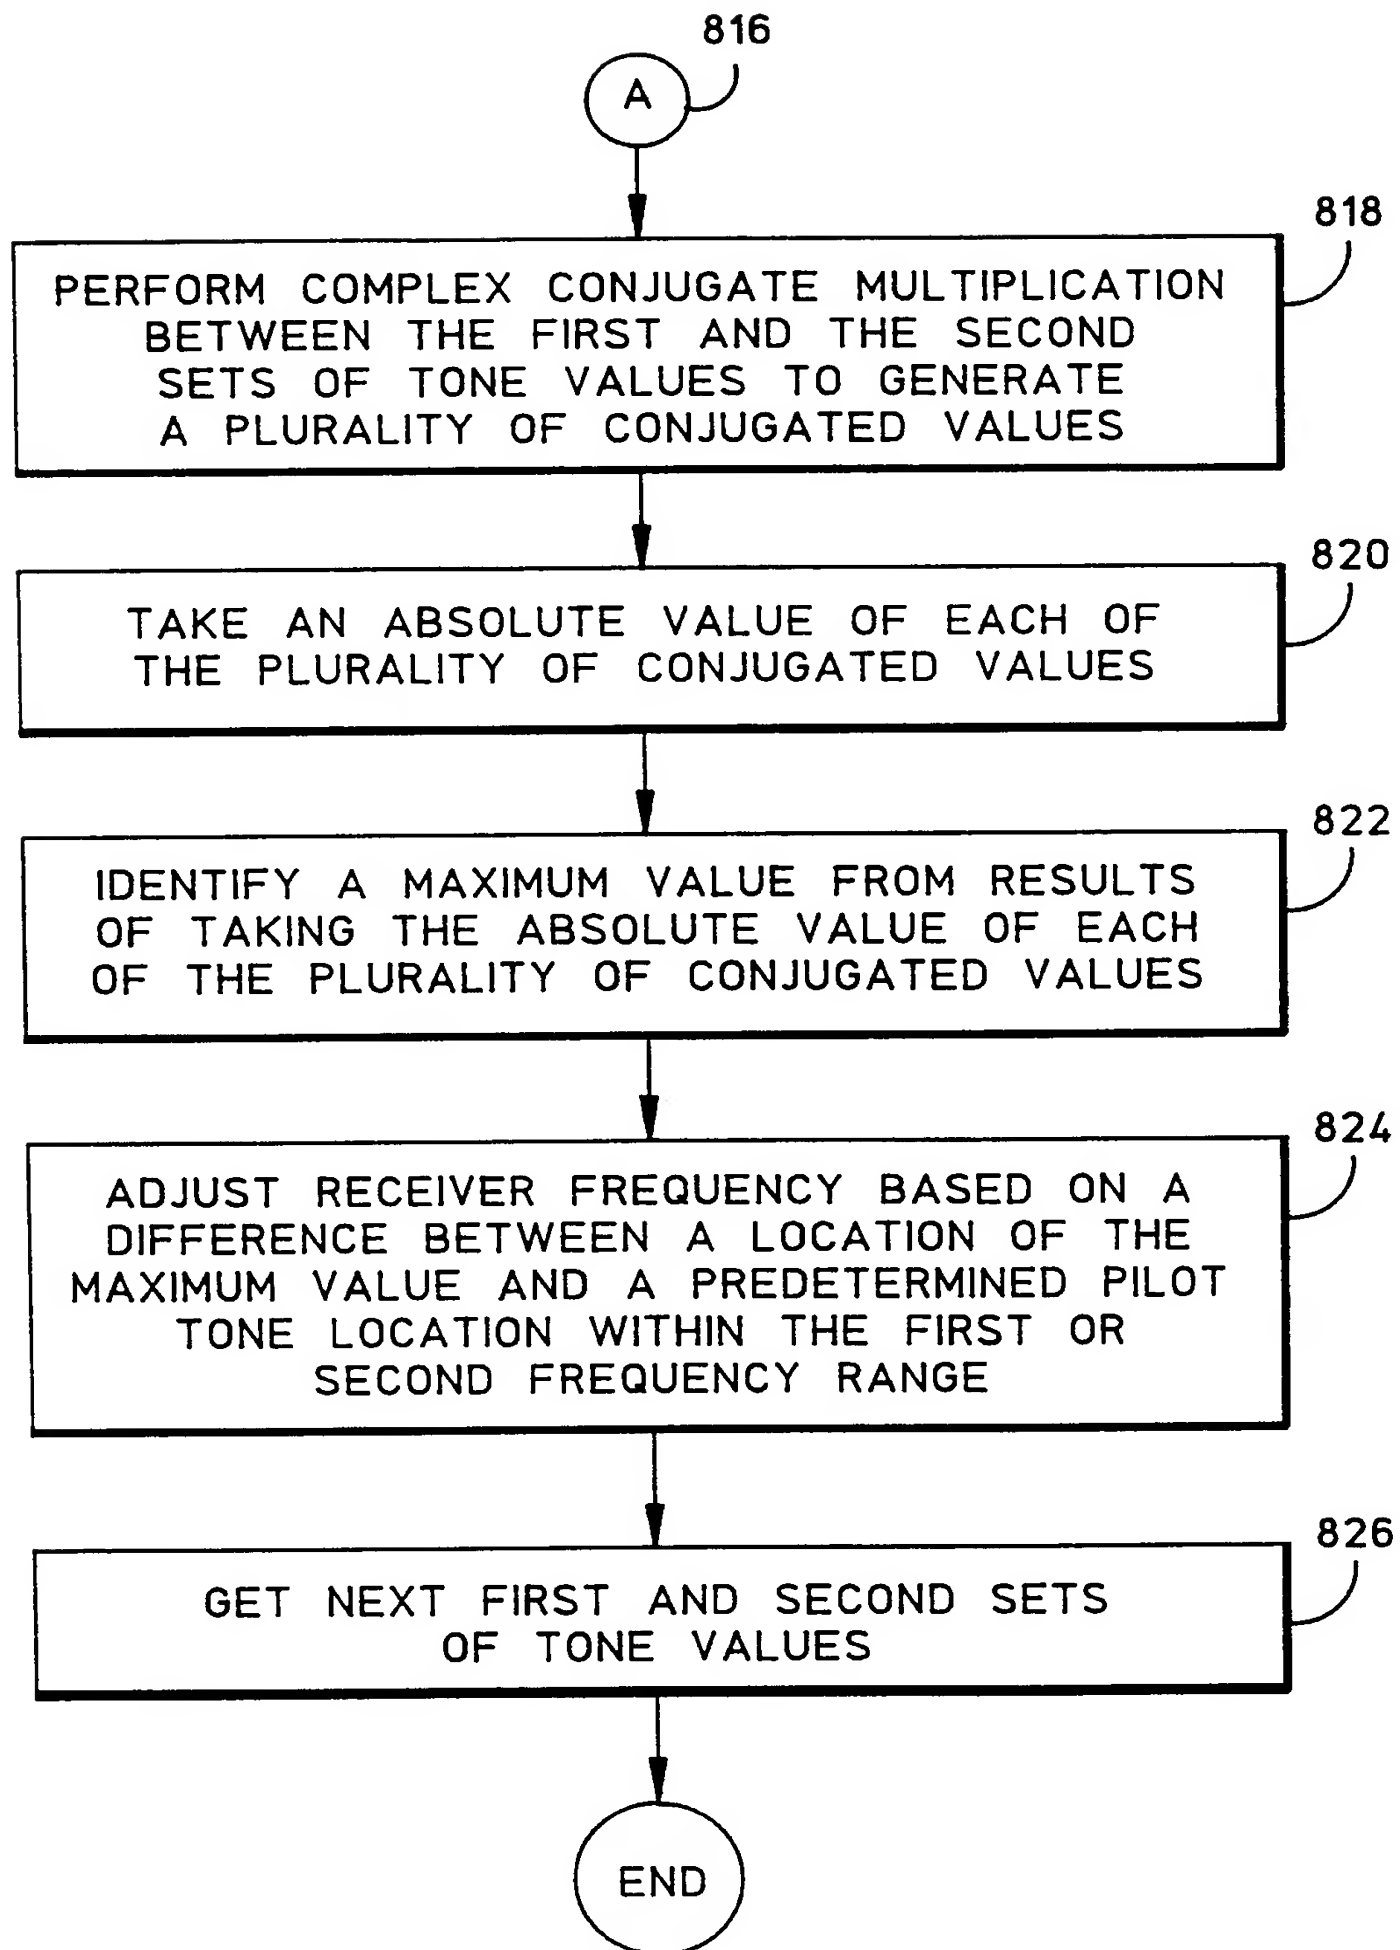 816
A
818
PERFORM COMPLEX CONJUGATE MULTIPLICATION
BETWEEN THE FIRST AND THE SECOND
SETS OF TONE VALUES TO GENERATE
A PLURALITY OF CONJUGATED VALUES
820
TAKE AN ABSOLUTE VALUE OF EACH OF
THE PLURALITY OF CONJUGATED VALUES
822
IDENTIFY A MAXIMUM VALUE FROM RESULTS
OF TAKING THE ABSOLUTE VALUE OF EACH
OF THE PLURALITY OF CONJUGATED VALUES
824
ADJUST RECEIVER FREQUENCY BASED ON A
DIFFERENCE BETWEEN A LOCATION OF THE
MAXIMUM VALUE AND A PREDETERMINED PILOT
TONE LOCATION WITHIN THE FIRST OR
SECOND FREQUENCY RANGE
826
GET NEXT FIRST AND SECOND SETS
OF TONE VALUES
END